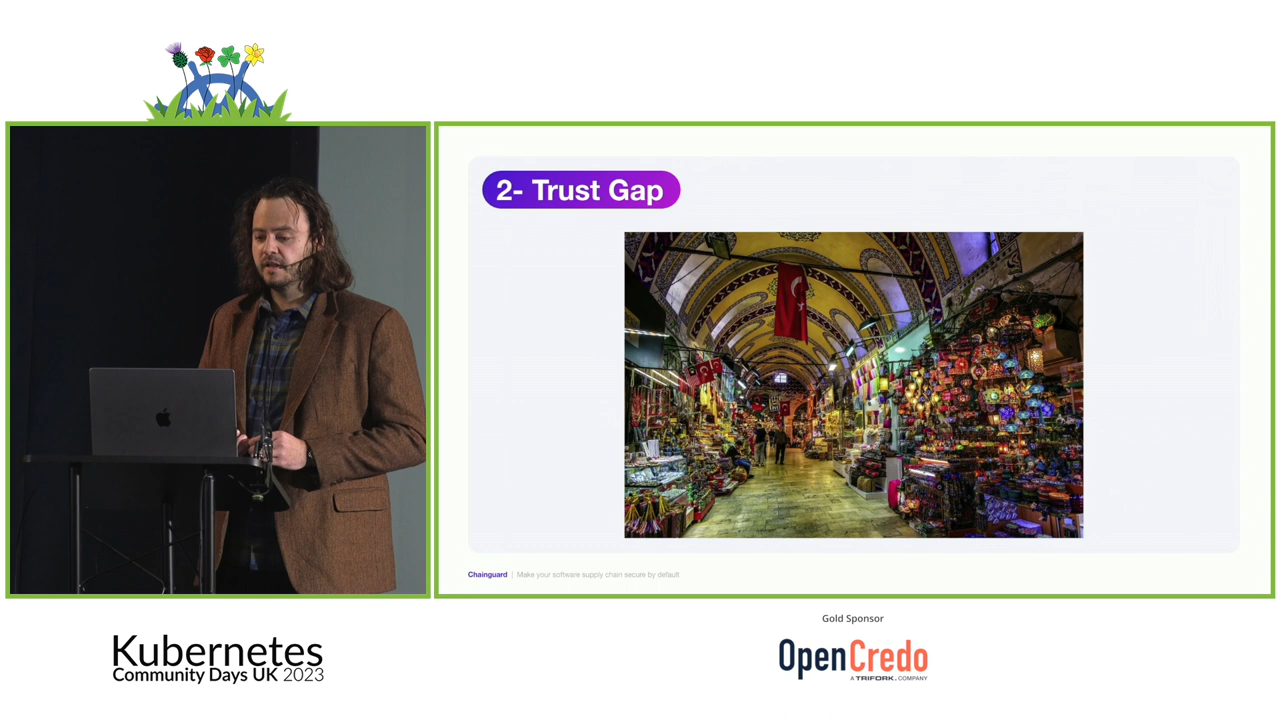 2- Trust Gap
Chainguard | Make your software supply chain secure by default
Kubernetes
Community Days UK 2023
Gold Sponsor
OpenCredo
A TRIFORK. COMPANY